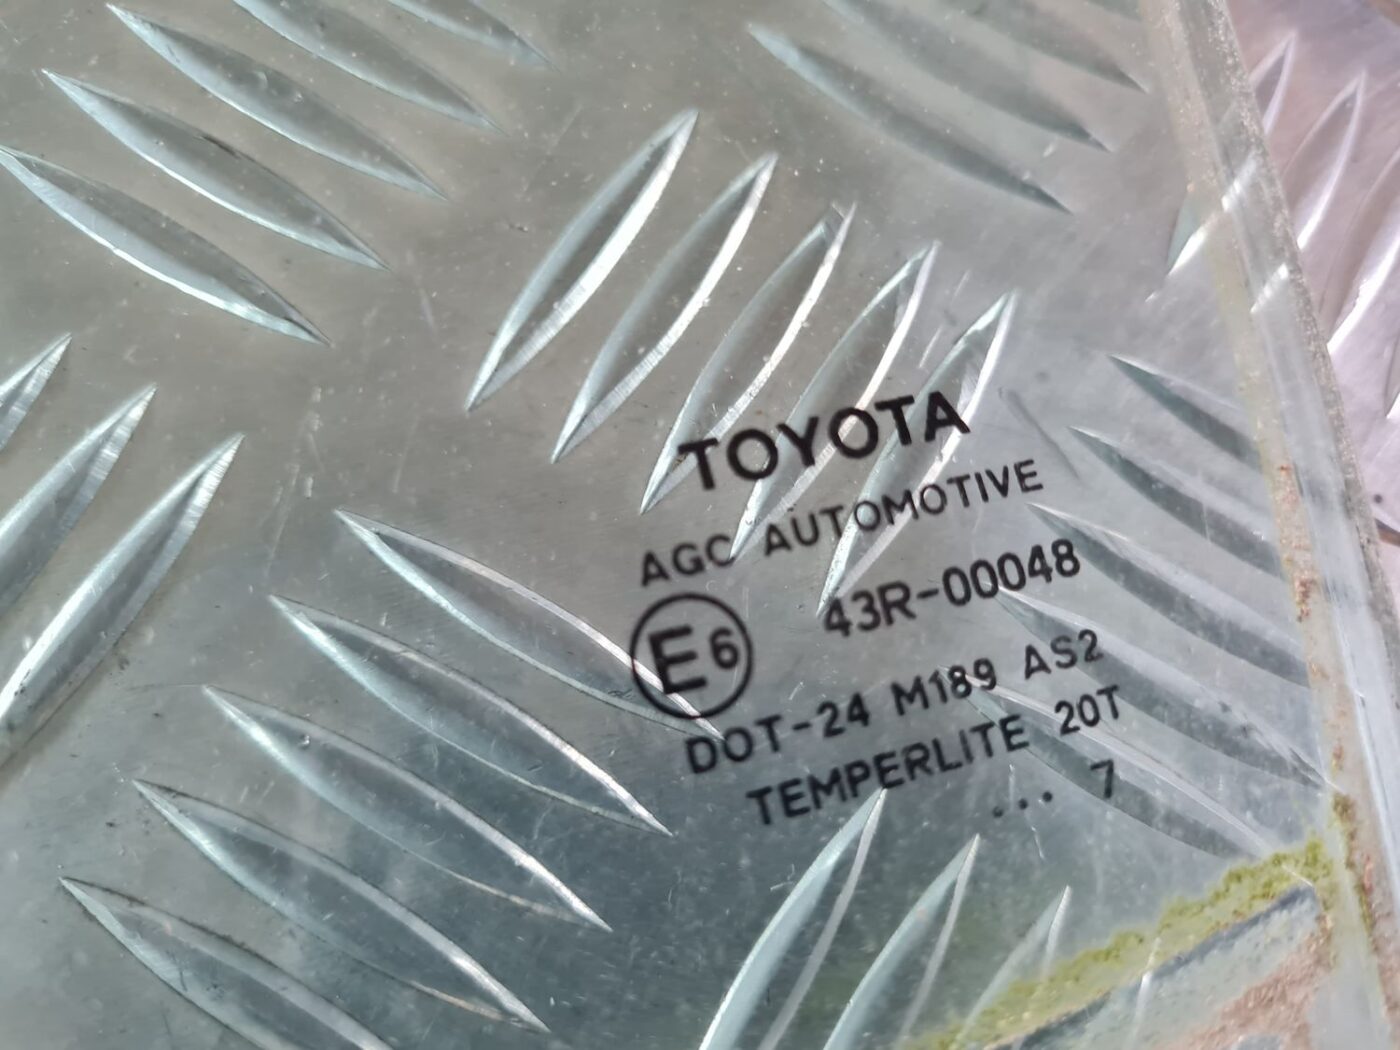 TOYOTA
AGC AUTOMOTIVE
E6 43R-00048
DOT-24 M189 AS2
TEMPERLITE 20T
... 7